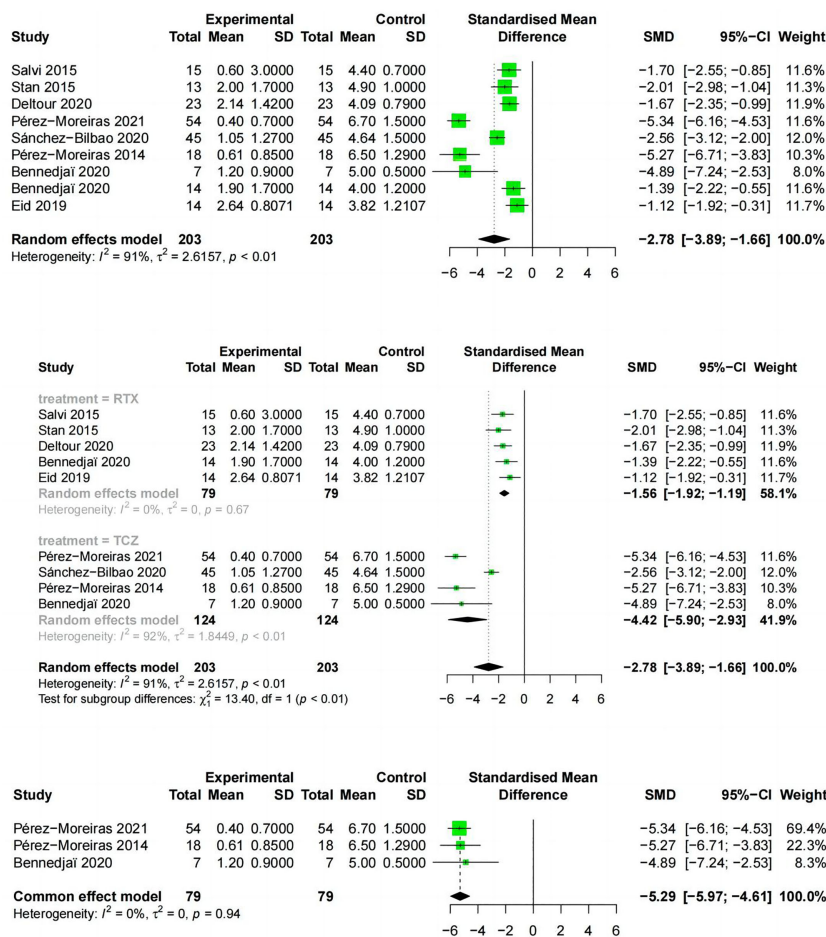 Experimental Control Standardised Mean
Study Total Mean SD Total Mean SD Difference SMD 95%−CI Weight
Salvi 2015 15 0.60 3.0000 15 4.40 0.7000 −1.70 [−2.55; −0.85] 11.6%
Stan 2015 13 2.00 1.7000 13 4.90 1.0000 −2.01 [−2.98; −1.04] 11.3%
Deltour 2020 23 2.14 1.4200 23 4.09 0.7900 −1.67 [−2.35; −0.99] 11.9%
Pérez−Moreiras 2021 54 0.40 0.7000 54 6.70 1.5000 −5.34 [−6.16; −4.53] 11.6%
Sánchez−Bilbao 2020 45 1.05 1.2700 45 4.64 1.5000 −2.56 [−3.12; −2.00] 12.0%
Pérez−Moreiras 2014 18 0.61 0.8500 18 6.50 1.2900 −5.27 [−6.71; −3.83] 10.3%
Bennedjaï 2020 7 1.20 0.9000 7 5.00 0.5000 −4.89 [−7.24; −2.53] 8.0%
Bennedjaï 2020 14 1.90 1.7000 14 4.00 1.2000 −1.39 [−2.22; −0.55] 11.6%
Eid 2019 14 2.64 0.8071 14 3.82 1.2107 −1.12 [−1.92; −0.31] 11.7%
Random effects model 203 203 −2.78 [−3.89; −1.66] 100.0%
Heterogeneity: I² = 91%, τ² = 2.6157, p < 0.01
−6 −4 −2 0 2 4 6
Experimental Control Standardised Mean
Study Total Mean SD Total Mean SD Difference SMD 95%−CI Weight
treatment = RTX
Salvi 2015 15 0.60 3.0000 15 4.40 0.7000 −1.70 [−2.55; −0.85] 11.6%
Stan 2015 13 2.00 1.7000 13 4.90 1.0000 −2.01 [−2.98; −1.04] 11.3%
Deltour 2020 23 2.14 1.4200 23 4.09 0.7900 −1.67 [−2.35; −0.99] 11.9%
Bennedjaï 2020 14 1.90 1.7000 14 4.00 1.2000 −1.39 [−2.22; −0.55] 11.6%
Eid 2019 14 2.64 0.8071 14 3.82 1.2107 −1.12 [−1.92; −0.31] 11.7%
Random effects model 79 79 −1.56 [−1.92; −1.19] 58.1%
Heterogeneity: I² = 0%, τ² = 0, p = 0.67
treatment = TCZ
Pérez−Moreiras 2021 54 0.40 0.7000 54 6.70 1.5000 −5.34 [−6.16; −4.53] 11.6%
Sánchez−Bilbao 2020 45 1.05 1.2700 45 4.64 1.5000 −2.56 [−3.12; −2.00] 12.0%
Pérez−Moreiras 2014 18 0.61 0.8500 18 6.50 1.2900 −5.27 [−6.71; −3.83] 10.3%
Bennedjaï 2020 7 1.20 0.9000 7 5.00 0.5000 −4.89 [−7.24; −2.53] 8.0%
Random effects model 124 124 −4.42 [−5.90; −2.93] 41.9%
Heterogeneity: I² = 92%, τ² = 1.8449, p < 0.01
Random effects model 203 203 −2.78 [−3.89; −1.66] 100.0%
Heterogeneity: I² = 91%, τ² = 2.6157, p < 0.01
Test for subgroup differences: χ²₁ = 13.40, df = 1 (p < 0.01)
−6 −4 −2 0 2 4 6
Experimental Control Standardised Mean
Study Total Mean SD Total Mean SD Difference SMD 95%−CI Weight
Pérez−Moreiras 2021 54 0.40 0.7000 54 6.70 1.5000 −5.34 [−6.16; −4.53] 69.4%
Pérez−Moreiras 2014 18 0.61 0.8500 18 6.50 1.2900 −5.27 [−6.71; −3.83] 22.3%
Bennedjaï 2020 7 1.20 0.9000 7 5.00 0.5000 −4.89 [−7.24; −2.53] 8.3%
Common effect model 79 79 −5.29 [−5.97; −4.61] 100.0%
Heterogeneity: I² = 0%, τ² = 0, p = 0.94
−6 −4 −2 0 2 4 6